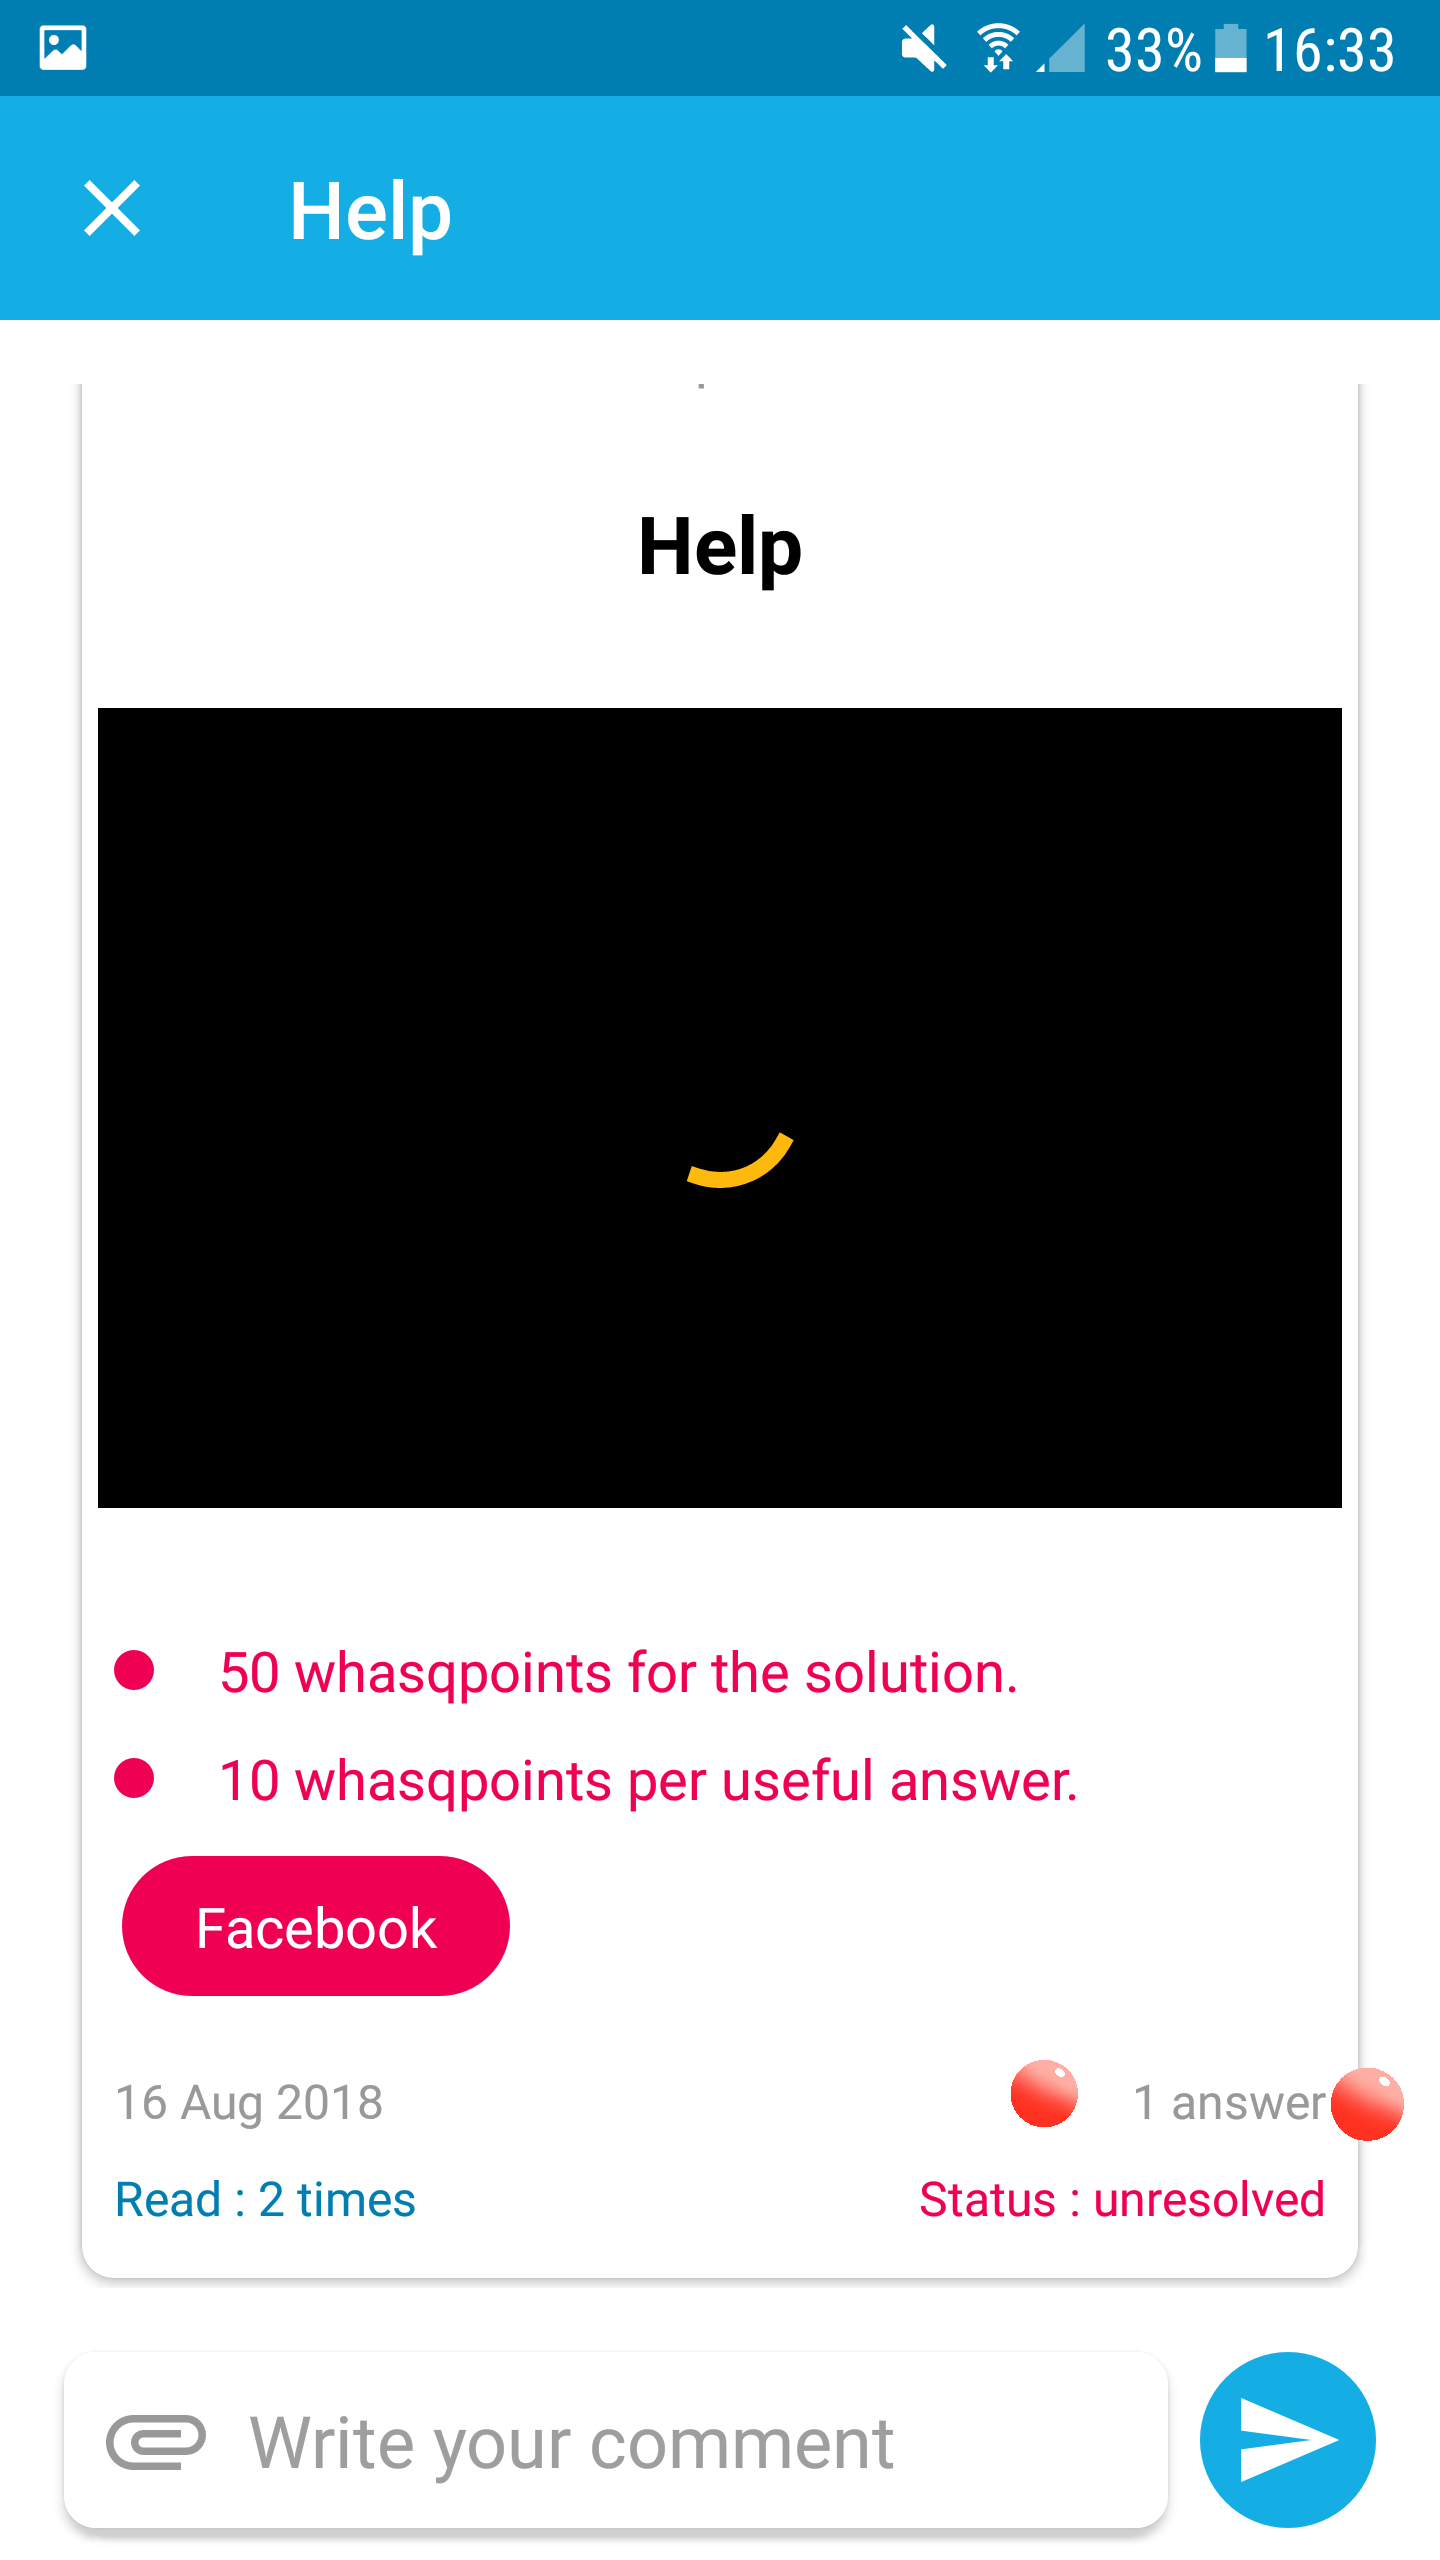 33% 16:33
Help
Help
50 whasqpoints for the solution.
10 whasqpoints per useful answer.
Facebook
16 Aug 2018 1 answer
Read : 2 times Status : unresolved
Write your comment